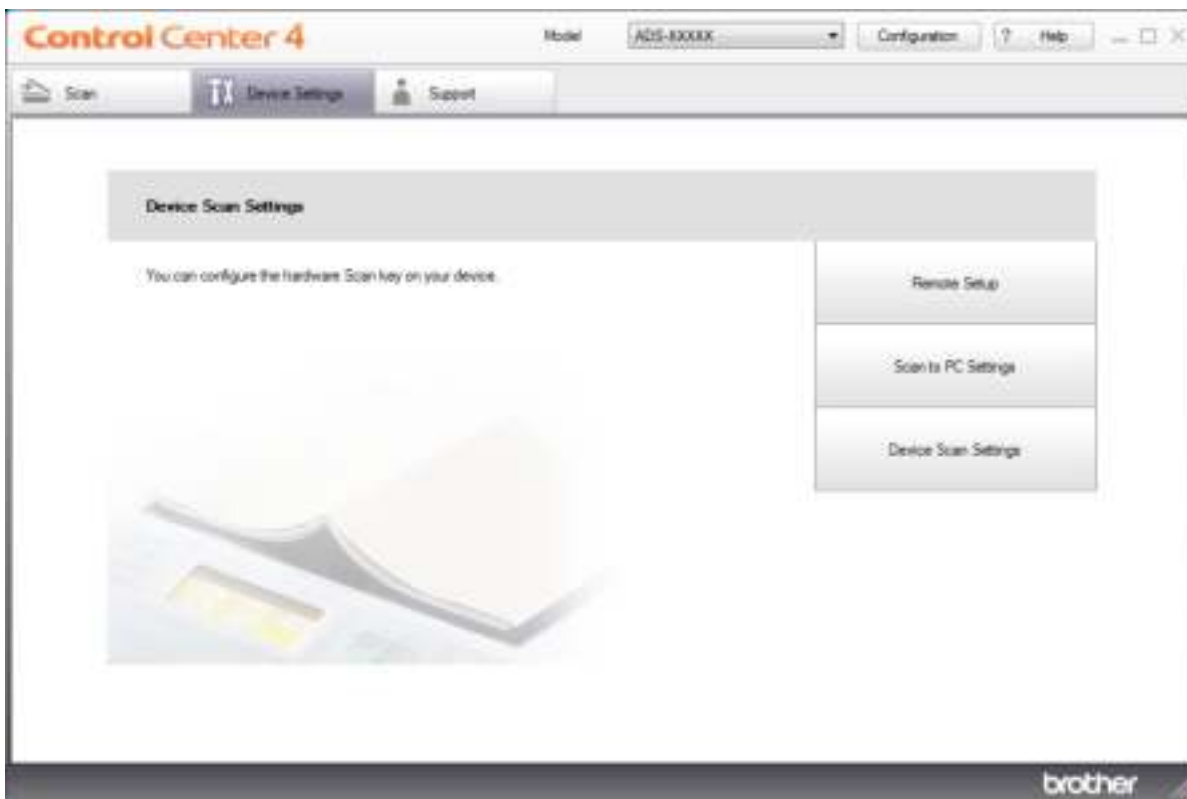 Control Center 4
Model
ADS-XXXXX
Configuration
? Help
Scan
Device Settings
Support
Device Scan Settings
You can configure the hardware Scan key on your device.
Remote Setup
Scan to PC Settings
Device Scan Settings
brother